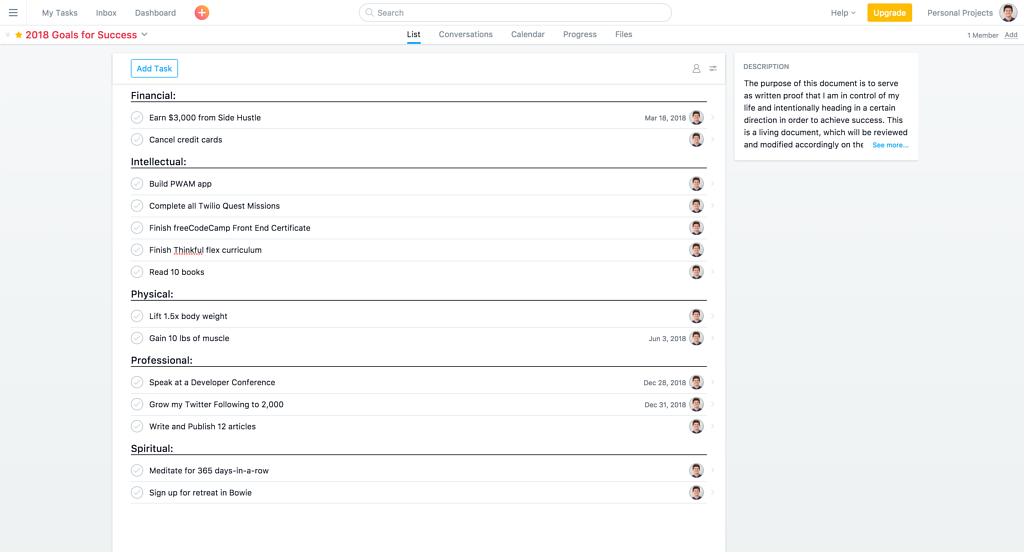 My Tasks Inbox Dashboard
Search
Help Upgrade Personal Projects
2018 Goals for Success
List Conversations Calendar Progress Files
1 Member Add
Add Task
Financial:
Earn $3,000 from Side Hustle Mar 18, 2018
Cancel credit cards
Intellectual:
Build PWAM app
Complete all Twilio Quest Missions
Finish freeCodeCamp Front End Certificate
Finish Thinkful flex curriculum
Read 10 books
Physical:
Lift 1.5x body weight
Gain 10 lbs of muscle Jun 3, 2018
Professional:
Speak at a Developer Conference Dec 28, 2018
Grow my Twitter Following to 2,000 Dec 31, 2018
Write and Publish 12 articles
Spiritual:
Meditate for 365 days-in-a-row
Sign up for retreat in Bowie
DESCRIPTION
The purpose of this document is to serve
as written proof that I am in control of my
life and intentionally heading in a certain
direction in order to achieve success. This
is a living document, which will be reviewed
and modified accordingly on the See more...